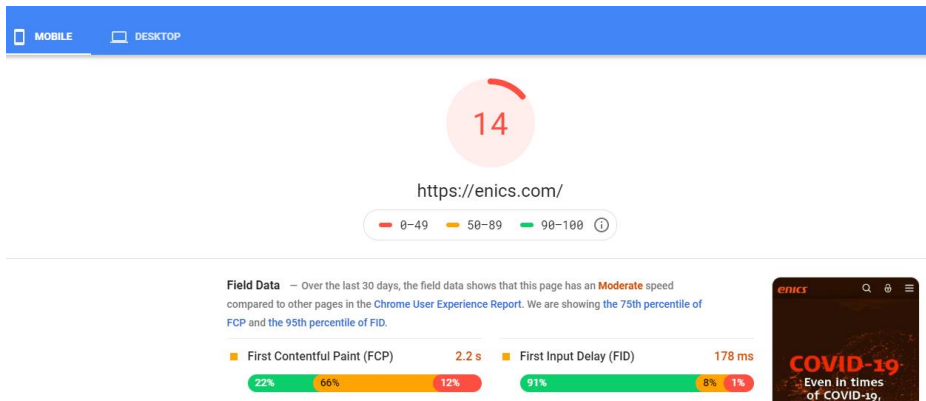 MOBILE
DESKTOP
14
https://enics.com/
0–49
50–89
90–100
Field Data — Over the last 30 days, the field data shows that this page has an Moderate speed
compared to other pages in the Chrome User Experience Report. We are showing the 75th percentile of
FCP and the 95th percentile of FID.
First Contentful Paint (FCP) 2.2 s
22% 66% 12%
First Input Delay (FID) 178 ms
91% 8% 1%
enics
COVID-19
Even in times
of COVID-19,